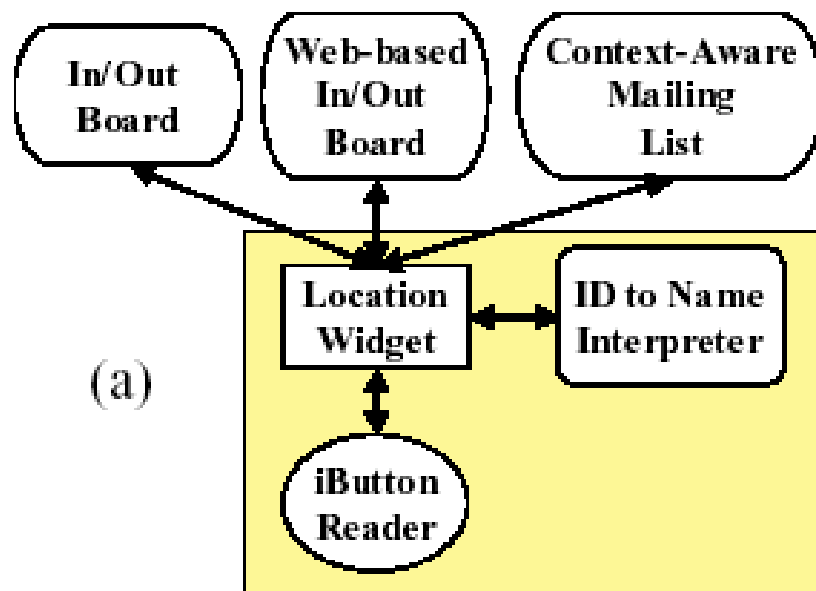 In/Out
Board
Web-based
In/Out
Board
Context-Aware
Mailing
List
Location
Widget
ID to Name
Interpreter
(a)
iButton
Reader